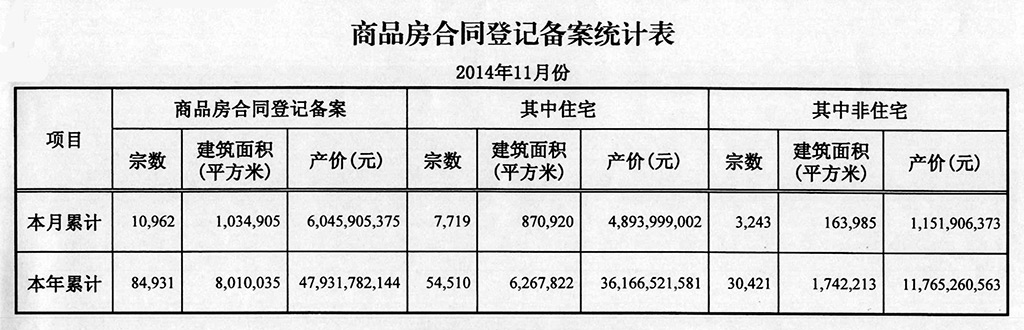 商品房合同登记备案统计表
2014年11月份
项目 商品房合同登记备案 其中住宅 其中非住宅
宗数 建筑面积(平方米) 产价(元) 宗数 建筑面积(平方米) 产价(元) 宗数 建筑面积(平方米) 产价(元)
本月累计 10,962 1,034,905 6,045,905,375 7,719 870,920 4,893,999,002 3,243 163,985 1,151,906,373
本年累计 84,931 8,010,035 47,931,782,144 54,510 6,267,822 36,166,521,581 30,421 1,742,213 11,765,260,563